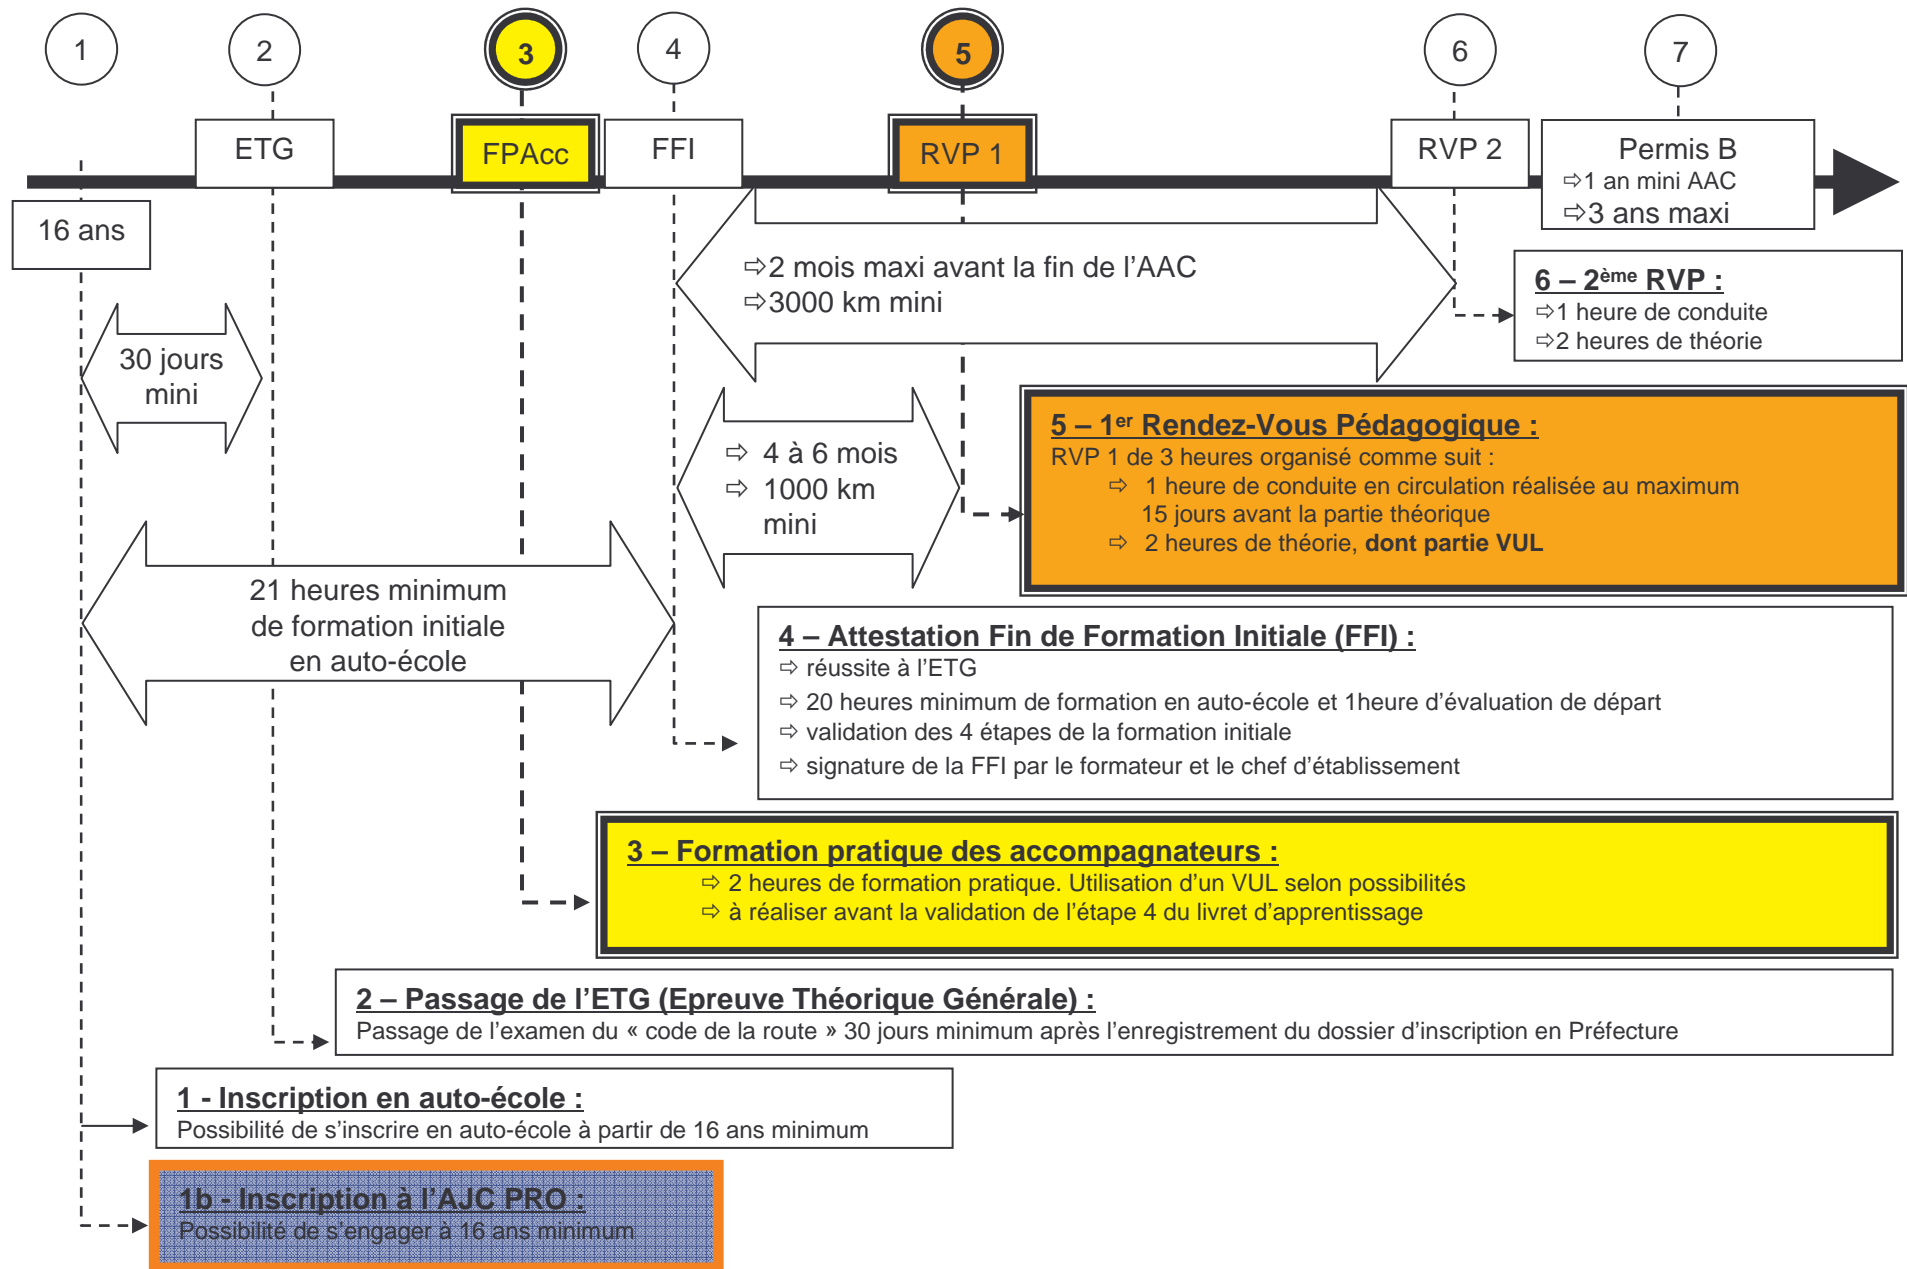 1
2
3
4
5
6
7
ETG
FPAcc
FFI
RVP 1
RVP 2
Permis B
⇨1 an mini AAC
⇨3 ans maxi
16 ans
⇨2 mois maxi avant la fin de l’AAC
⇨3000 km mini
6 – 2ème RVP :
⇨1 heure de conduite
⇨2 heures de théorie
30 jours
mini
⇨ 4 à 6 mois
⇨ 1000 km
mini
5 – 1er Rendez-Vous Pédagogique :
RVP 1 de 3 heures organisé comme suit :
⇨ 1 heure de conduite en circulation réalisée au maximum
15 jours avant la partie théorique
⇨ 2 heures de théorie, dont partie VUL
21 heures minimum
de formation initiale
en auto-école
4 – Attestation Fin de Formation Initiale (FFI) :
⇨ réussite à l’ETG
⇨ 20 heures minimum de formation en auto-école et 1heure d’évaluation de départ
⇨ validation des 4 étapes de la formation initiale
⇨ signature de la FFI par le formateur et le chef d’établissement
3 – Formation pratique des accompagnateurs :
⇨ 2 heures de formation pratique. Utilisation d’un VUL selon possibilités
⇨ à réaliser avant la validation de l’étape 4 du livret d’apprentissage
2 – Passage de l’ETG (Epreuve Théorique Générale) :
Passage de l’examen du « code de la route » 30 jours minimum après l’enregistrement du dossier d’inscription en Préfecture
1 - Inscription en auto-école :
Possibilité de s’inscrire en auto-école à partir de 16 ans minimum
1b - Inscription à l’AJC PRO :
Possibilité de s’engager à 16 ans minimum